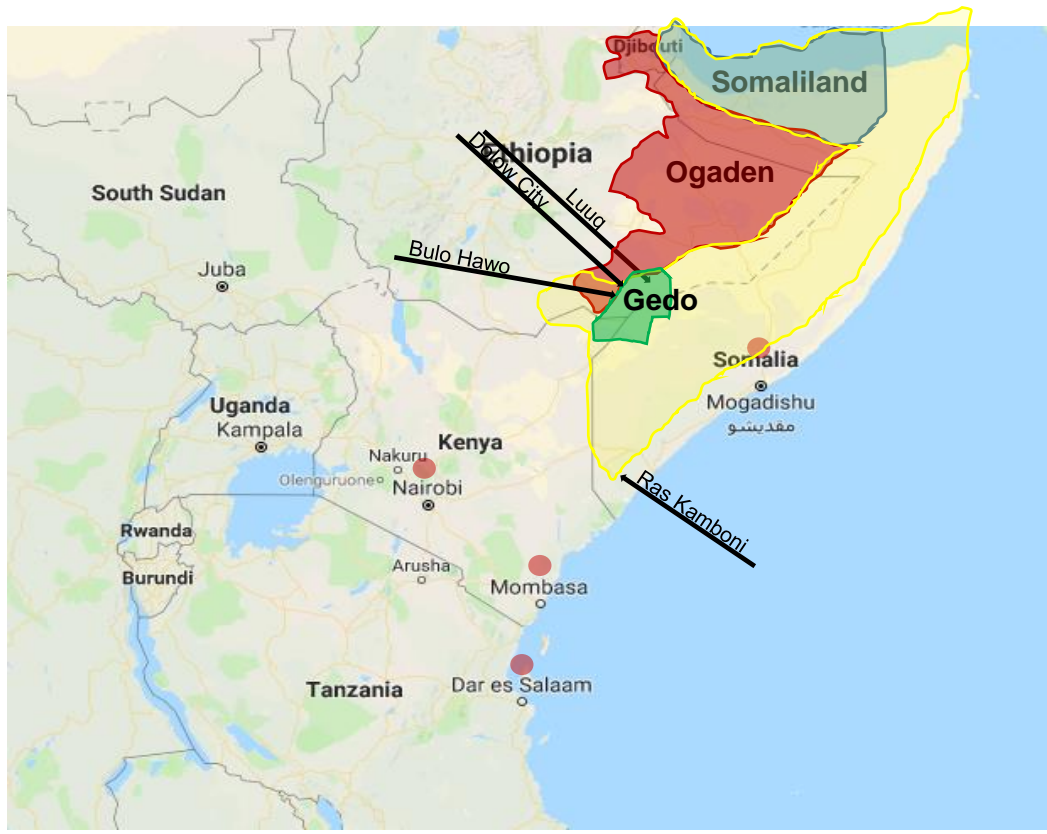 Djibouti
Somaliland
Ethiopia
Ogaden
South Sudan
Dolow City
Luuq
Bulo Hawo
Juba
Gedo
Somalia
Mogadishu
مقديشو
Uganda
Kampala
Kenya
Nakuru
Olenguruone
Nairobi
Ras Kamboni
Rwanda
Burundi
Arusha
Mombasa
Tanzania
Dar es Salaam